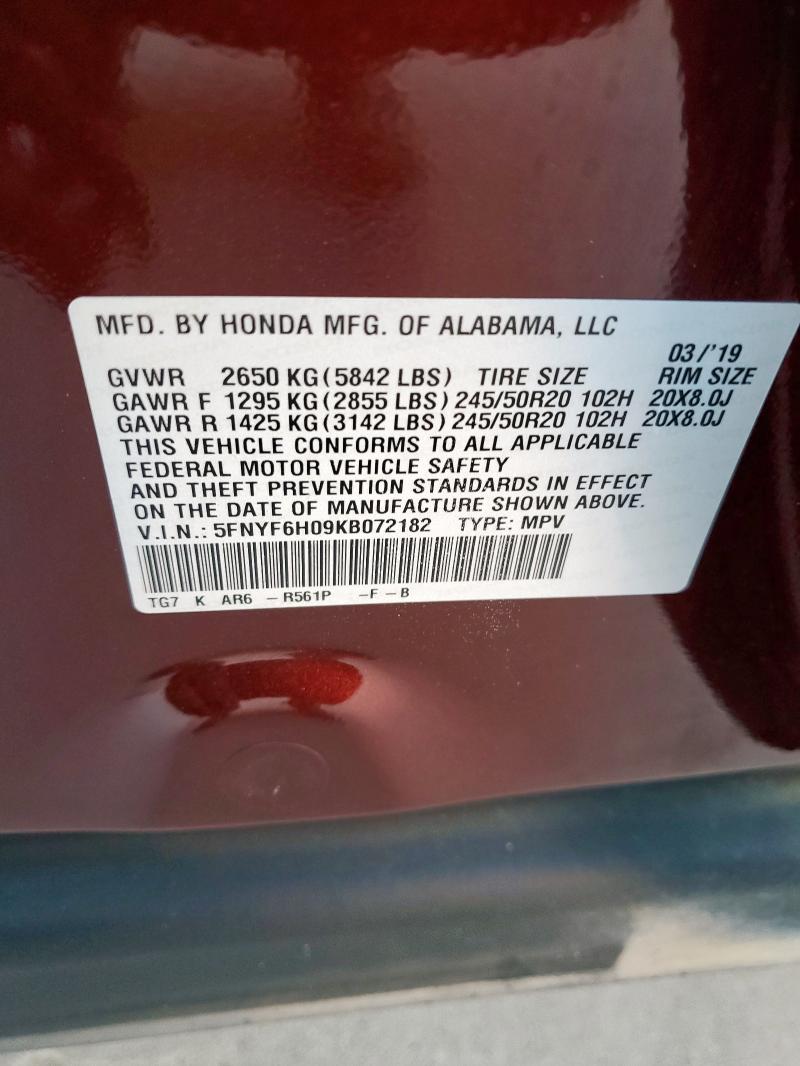 MFD. BY HONDA MFG. OF ALABAMA, LLC
03/'19
GVWR 2650 KG (5842 LBS) TIRE SIZE RIM SIZE
GAWR F 1295 KG (2855 LBS) 245/50R20 102H 20X8.0J
GAWR R 1425 KG (3142 LBS) 245/50R20 102H 20X8.0J
THIS VEHICLE CONFORMS TO ALL APPLICABLE
FEDERAL MOTOR VEHICLE SAFETY
AND THEFT PREVENTION STANDARDS IN EFFECT
ON THE DATE OF MANUFACTURE SHOWN ABOVE.
V.I.N.: 5FNYF6H09KB072182 TYPE: MPV
TG7 K AR6 - R561P - F - B